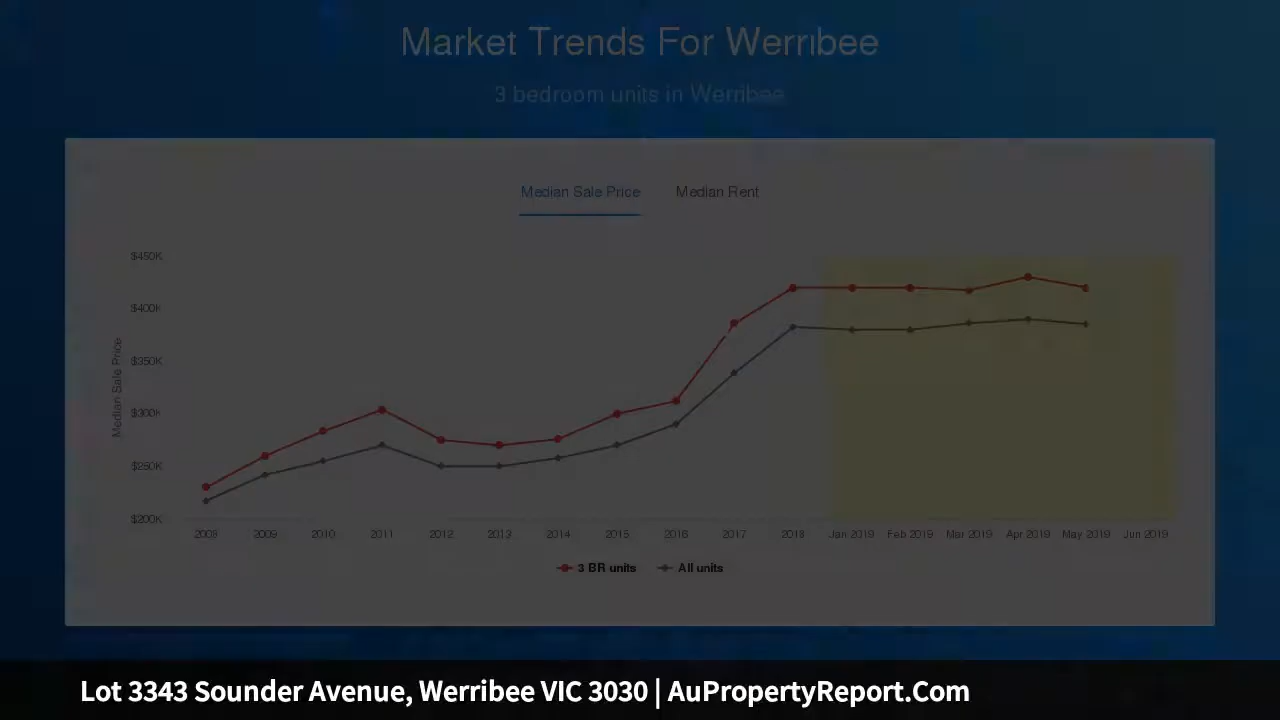 Market Trends For Werribee
3 bedroom units in Werribee
Median Sale Price Median Rent
$450K
$400K
$350K
$300K
$250K
$200K
Median Sale Price
2008 2009 2010 2011 2012 2013 2014 2015 2016 2017 2018 Jan 2019 Feb 2019 Mar 2019 Apr 2019 May 2019 Jun 2019
3 BR units All units
Lot 3343 Sounder Avenue, Werribee VIC 3030 | AuPropertyReport.Com